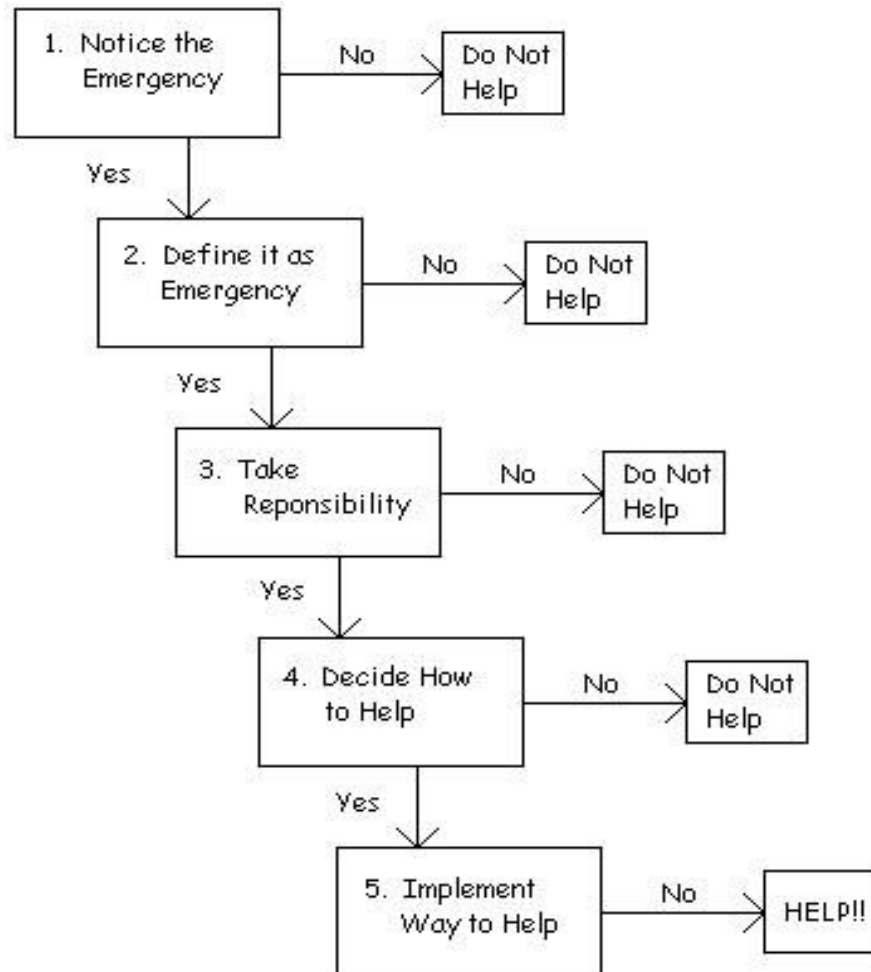 1. Notice the
Emergency
No
Do Not
Help
Yes
2. Define it as
Emergency
No
Do Not
Help
Yes
3. Take
Reponsibility
No
Do Not
Help
Yes
4. Decide How
to Help
No
Do Not
Help
Yes
5. Implement
Way to Help
No
HELP!!